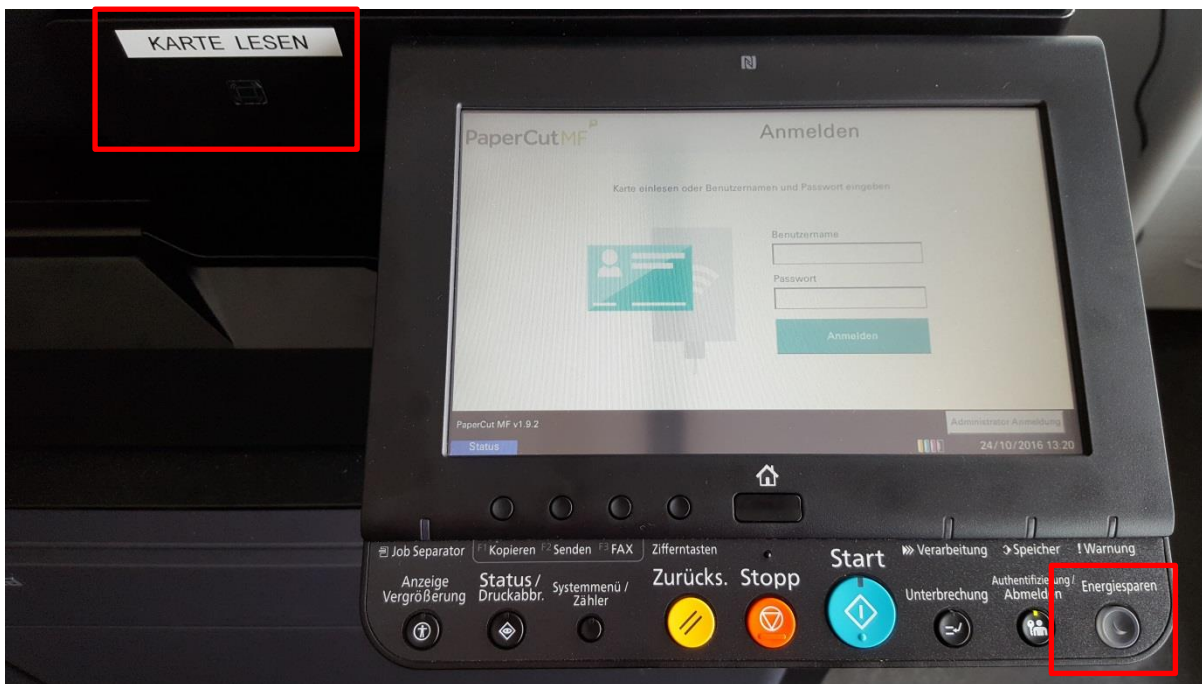 KARTE LESEN
PaperCut MF
Anmelden
Karte einlesen oder Benutzernamen und Passwort eingeben
Benutzername
Passwort
Anmelden
PaperCut MF v1.9.2
Administrator Anmeldung
Status
24/10/2016 13:20
Job Separator
F1 Kopieren F2 Senden F3 FAX
Zifferntasten
Verarbeitung
Speicher
! Warnung
Anzeige
Vergrößerung
Status /
Druckabbr.
Systemmenü /
Zähler
Zurücks.
Stopp
Start
Unterbrechung
Authentifizierung /
Abmelden
Energiesparen